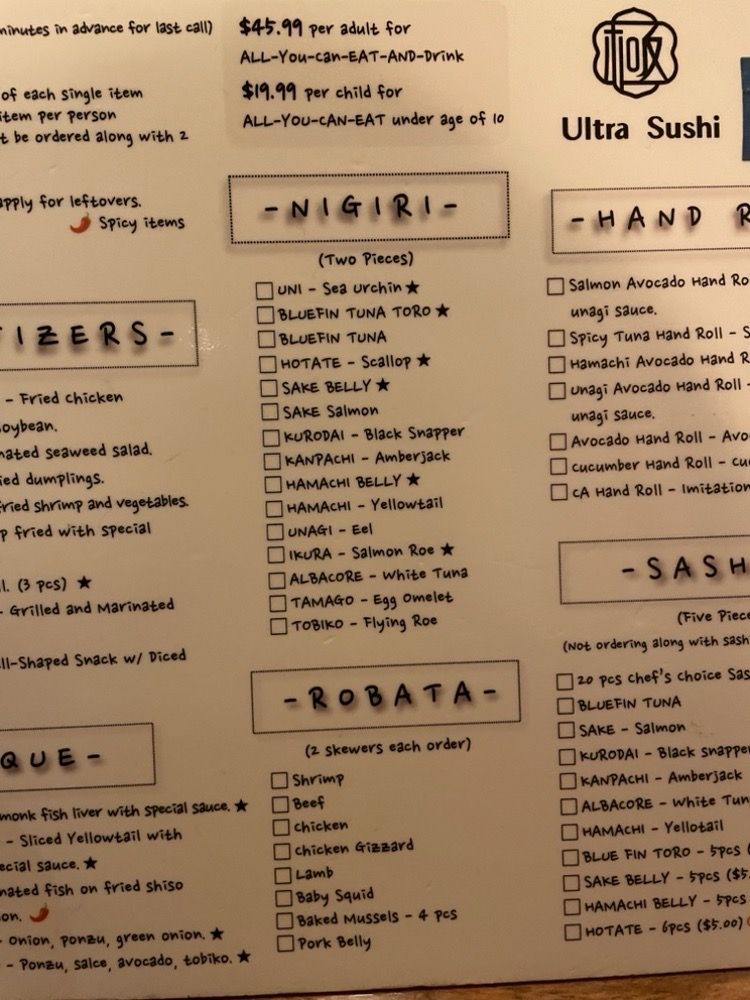 minutes in advance for last call)
of each single item
item per person
t be ordered along with 2
apply for leftovers.
Spicy items
IZERS-
- Fried chicken
oybean.
nated seaweed salad.
ied dumplings.
fried shrimp and vegetables.
p fried with special
l. (3 pcs) ★
- Grilled and Marinated
ll-Shaped Snack w/ Diced
QUE-
monk fish liver with special sauce. ★
- Sliced Yellowtail with
ecial sauce. ★
nated fish on fried shiso
on.
- Onion, ponzu, green onion. ★
- Ponzu, salce, avocado, tobiko. ★
$45.99 per adult for
ALL-You-can-EAT-AND-Drink
$19.99 per child for
ALL-YOU-CAN-EAT under age of 10
-NIGIRI-
(Two Pieces)
UNI - Sea urchin ★
BLUEFIN TUNA TORO ★
BLUEFIN TUNA
HOTATE - Scallop ★
SAKE BELLY ★
SAKE Salmon
KURODAI - Black Snapper
KANPACHI - Amberjack
HAMACHI BELLY ★
HAMACHI - Yellowtail
UNAGI - Eel
IKURA - Salmon Roe ★
ALBACORE - White Tuna
TAMAGO - Egg Omelet
TOBIKO - Flying Roe
-ROBATA-
(2 skewers each order)
Shrimp
Beef
Chicken
Chicken Gizzard
Lamb
Baby Squid
Baked Mussels - 4 pcs
Pork Belly
Ultra Sushi
-HAND R
Salmon Avocado Hand Ro
unagi sauce.
Spicy Tuna Hand Roll - S
Hamachi Avocado Hand R
Unagi Avocado Hand Roll -
unagi sauce.
Avocado Hand Roll - Avo
cucumber Hand Roll - cu
CA Hand Roll - Imitation
-SASH
(Five Piece
(Not ordering along with sash
20 pcs Chef's Choice Sas
BLUEFIN TUNA
SAKE - Salmon
KURODAI - Black snappe
KANPACHI - Amberjack
ALBACORE - White Tun
HAMACHI - Yellotail
BLUE FIN TORO - 5pcs (
SAKE BELLY - 5pcs ($5.
HAMACHI BELLY - 5pcs
HOTATE - 6pcs ($5.00)